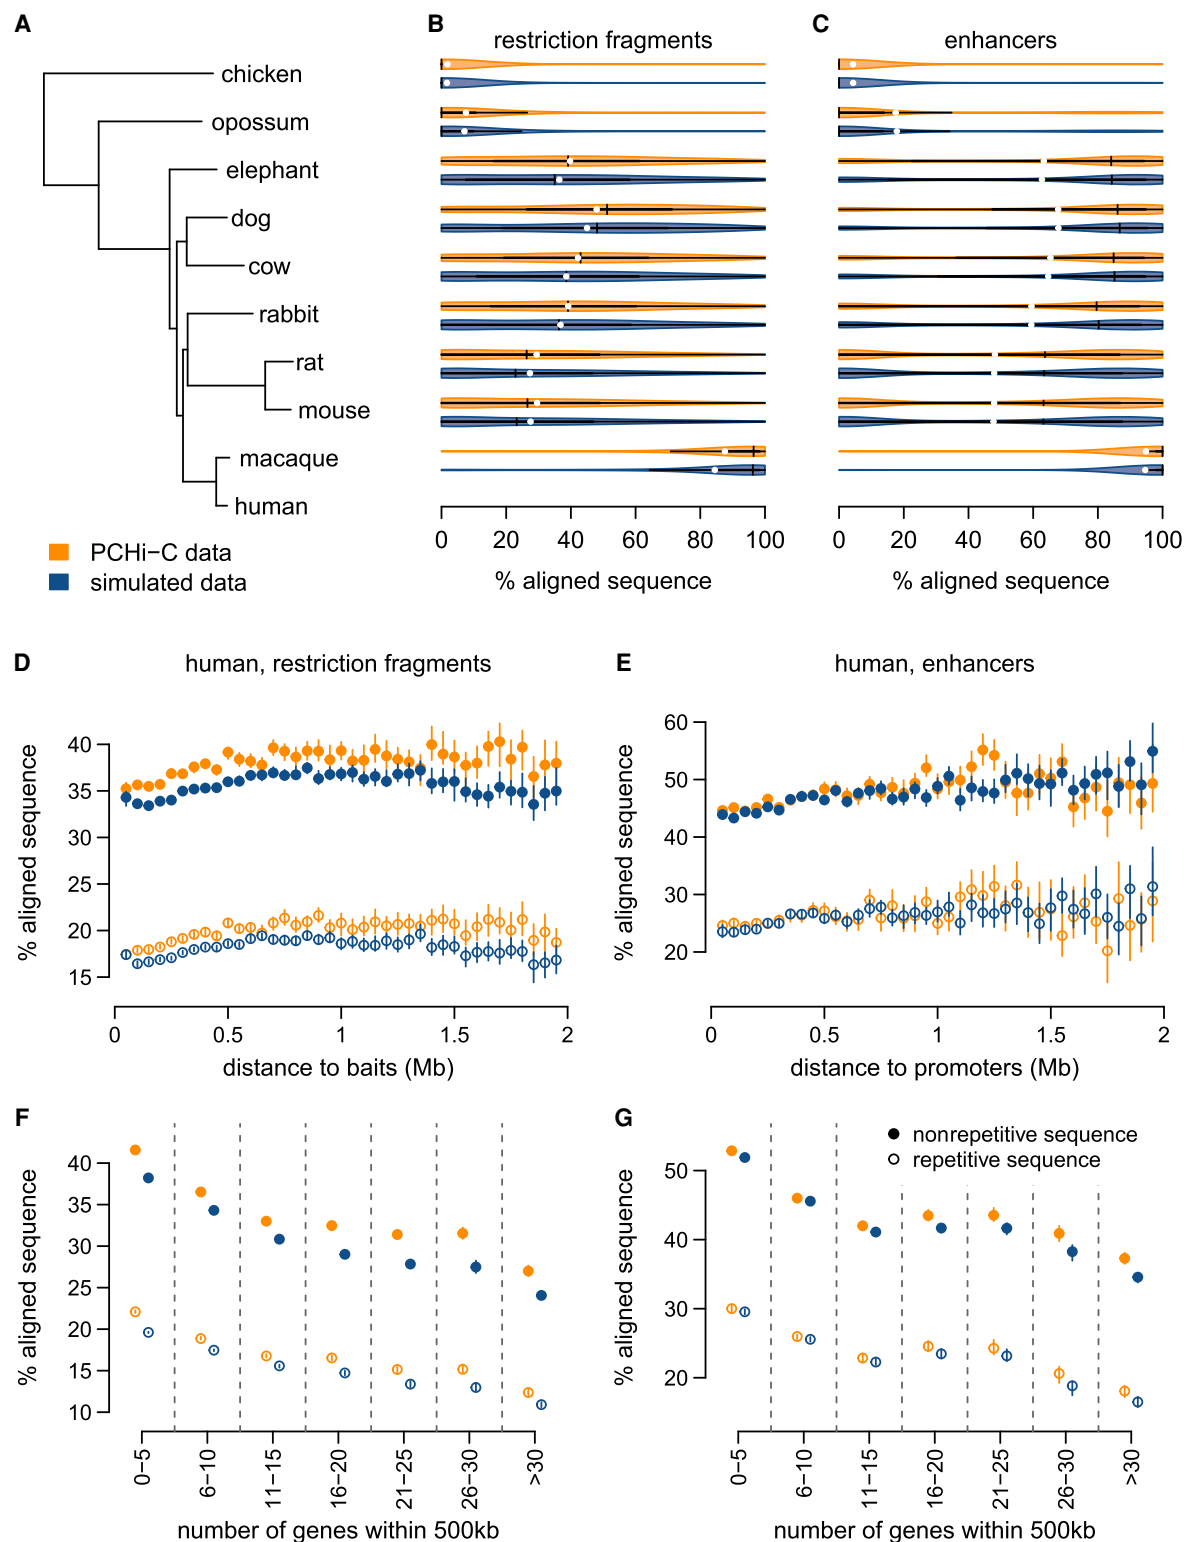 A
B
restriction fragments
C
enhancers
chicken
opossum
elephant
dog
cow
rabbit
rat
mouse
macaque
human
0 20 40 60 80 100
% aligned sequence
0 20 40 60 80 100
% aligned sequence
PCHi−C data
simulated data
D
human, restriction fragments
40
35
30
25
20
15
% aligned sequence
0 0.5 1 1.5 2
distance to baits (Mb)
E
human, enhancers
60
50
40
30
20
% aligned sequence
0 0.5 1 1.5 2
distance to promoters (Mb)
F
40
35
30
25
20
15
10
% aligned sequence
0−5
6−10
11−15
16−20
21−25
26−30
>30
number of genes within 500kb
G
nonrepetitive sequence
repetitive sequence
50
40
30
20
% aligned sequence
0−5
6−10
11−15
16−20
21−25
26−30
>30
number of genes within 500kb